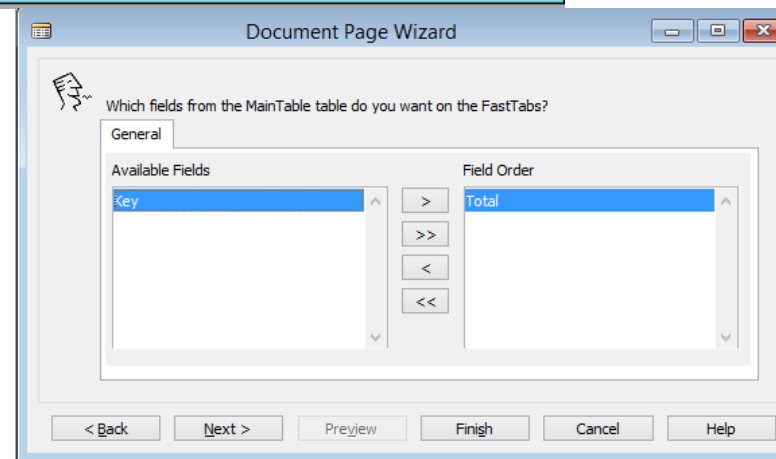 Document Page Wizard
Which fields from the MainTable table do you want on the FastTabs?
General
Available Fields
Field Order
Key
>
Total
>>
<
<<
< Back
Next >
Preview
Finish
Cancel
Help